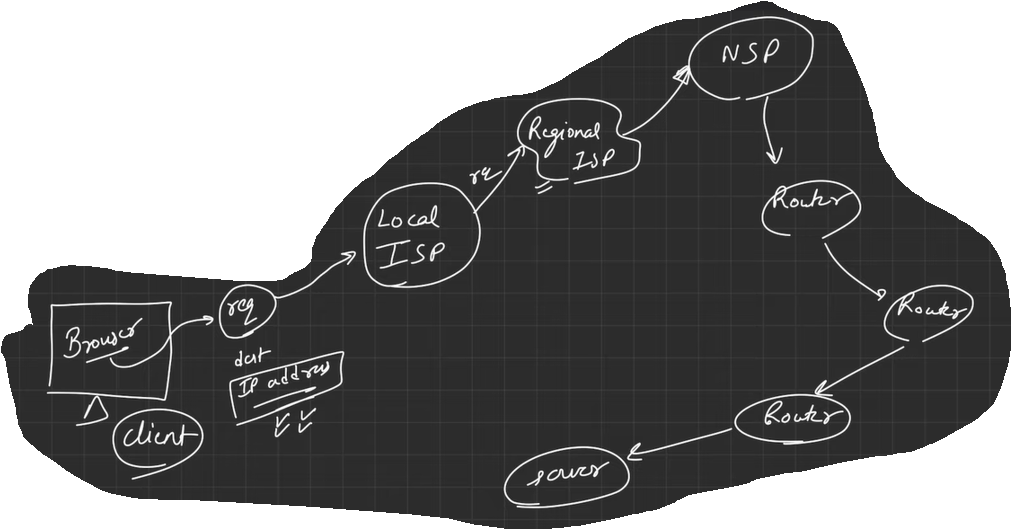 NSP
Regional
ISP
req
Router
Local
ISP
req
Router
Browser
dest
IP address
Router
client
server